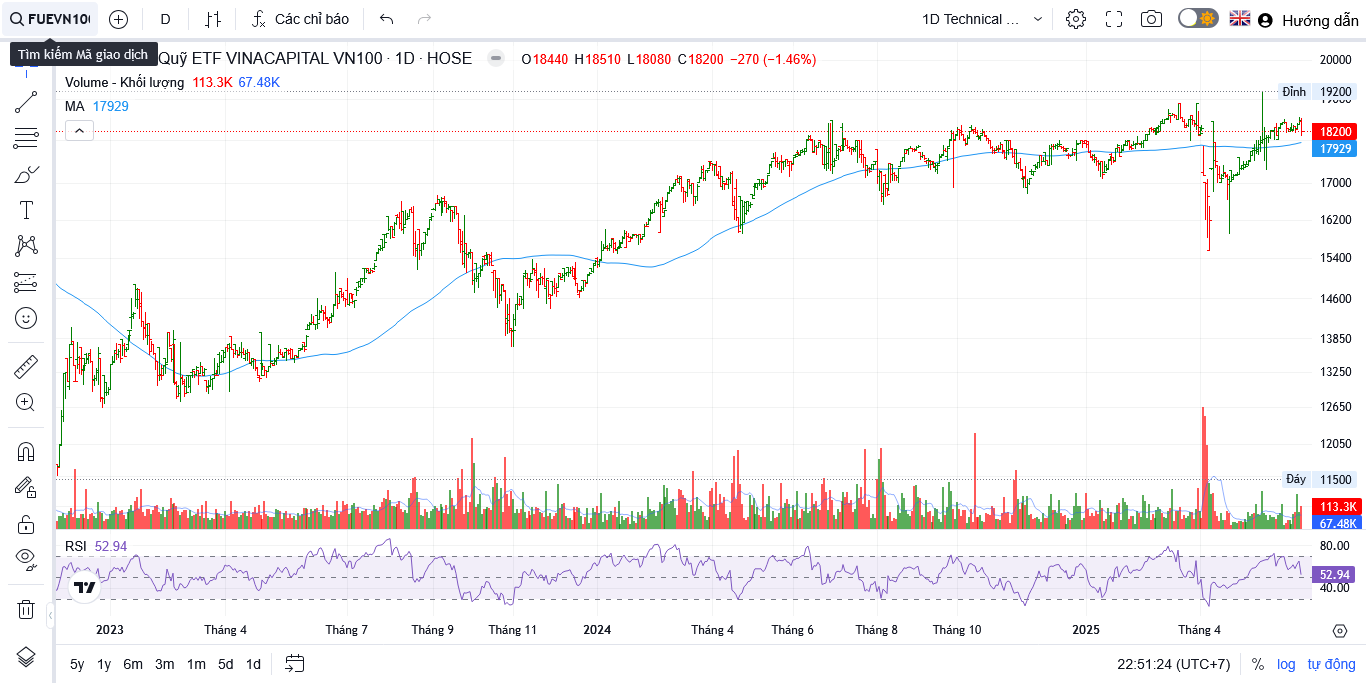 FUEVN100
D
Các chỉ báo
1D Technical ...
Hướng dẫn
Tìm kiếm Mã giao dịch
Quỹ ETF VINACAPITAL VN100 · 1D · HOSE
O18440 H18510 L18080 C18200 −270 (−1.46%)
Volume - Khối lượng 113.3K 67.48K
MA 17929
20000
Đỉnh 19200
19000
18200
17929
17000
16200
15400
14600
13850
13250
12650
12050
Đáy 11500
113.3K
67.48K
RSI 52.94
80.00
52.94
40.00
2023 Tháng 4 Tháng 7 Tháng 9 Tháng 11 2024 Tháng 4 Tháng 6 Tháng 8 Tháng 10 2025 Tháng 4
5y 1y 6m 3m 1m 5d 1d
22:51:24 (UTC+7) % log tự động